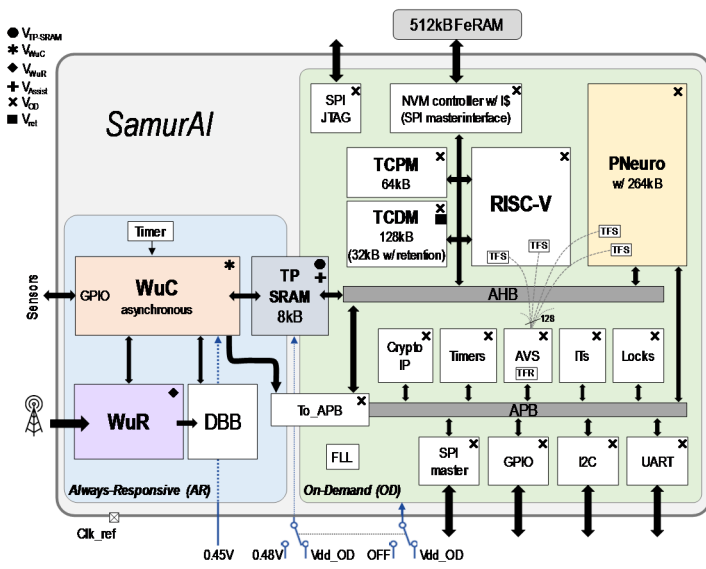 512kB FeRAM
V_TP-SRAM
V_WuC
V_WuR
V_Assist
V_OD
V_ref
SamurAI
SPI
JTAG
NVM controller w/ I$
(SPI master interface)
PNeuro
w/ 264kB
TCPM
64kB
RISC-V
TCDM
128kB
(32kB w/ retention)
TFS
TFS
TFS
TFS
Timer
Sensors
GPIO
WuC
asynchronous
TP
SRAM
8kB
AHB
128
Crypto
IP
Timers
AVS
TFR
ITs
Locks
To_APB
APB
WuR
DBB
FLL
SPI
master
GPIO
I2C
UART
Always-Responsive (AR)
On-Demand (OD)
Clk_ref
0.45V
0.48V
Vdd_OD
OFF
Vdd_OD